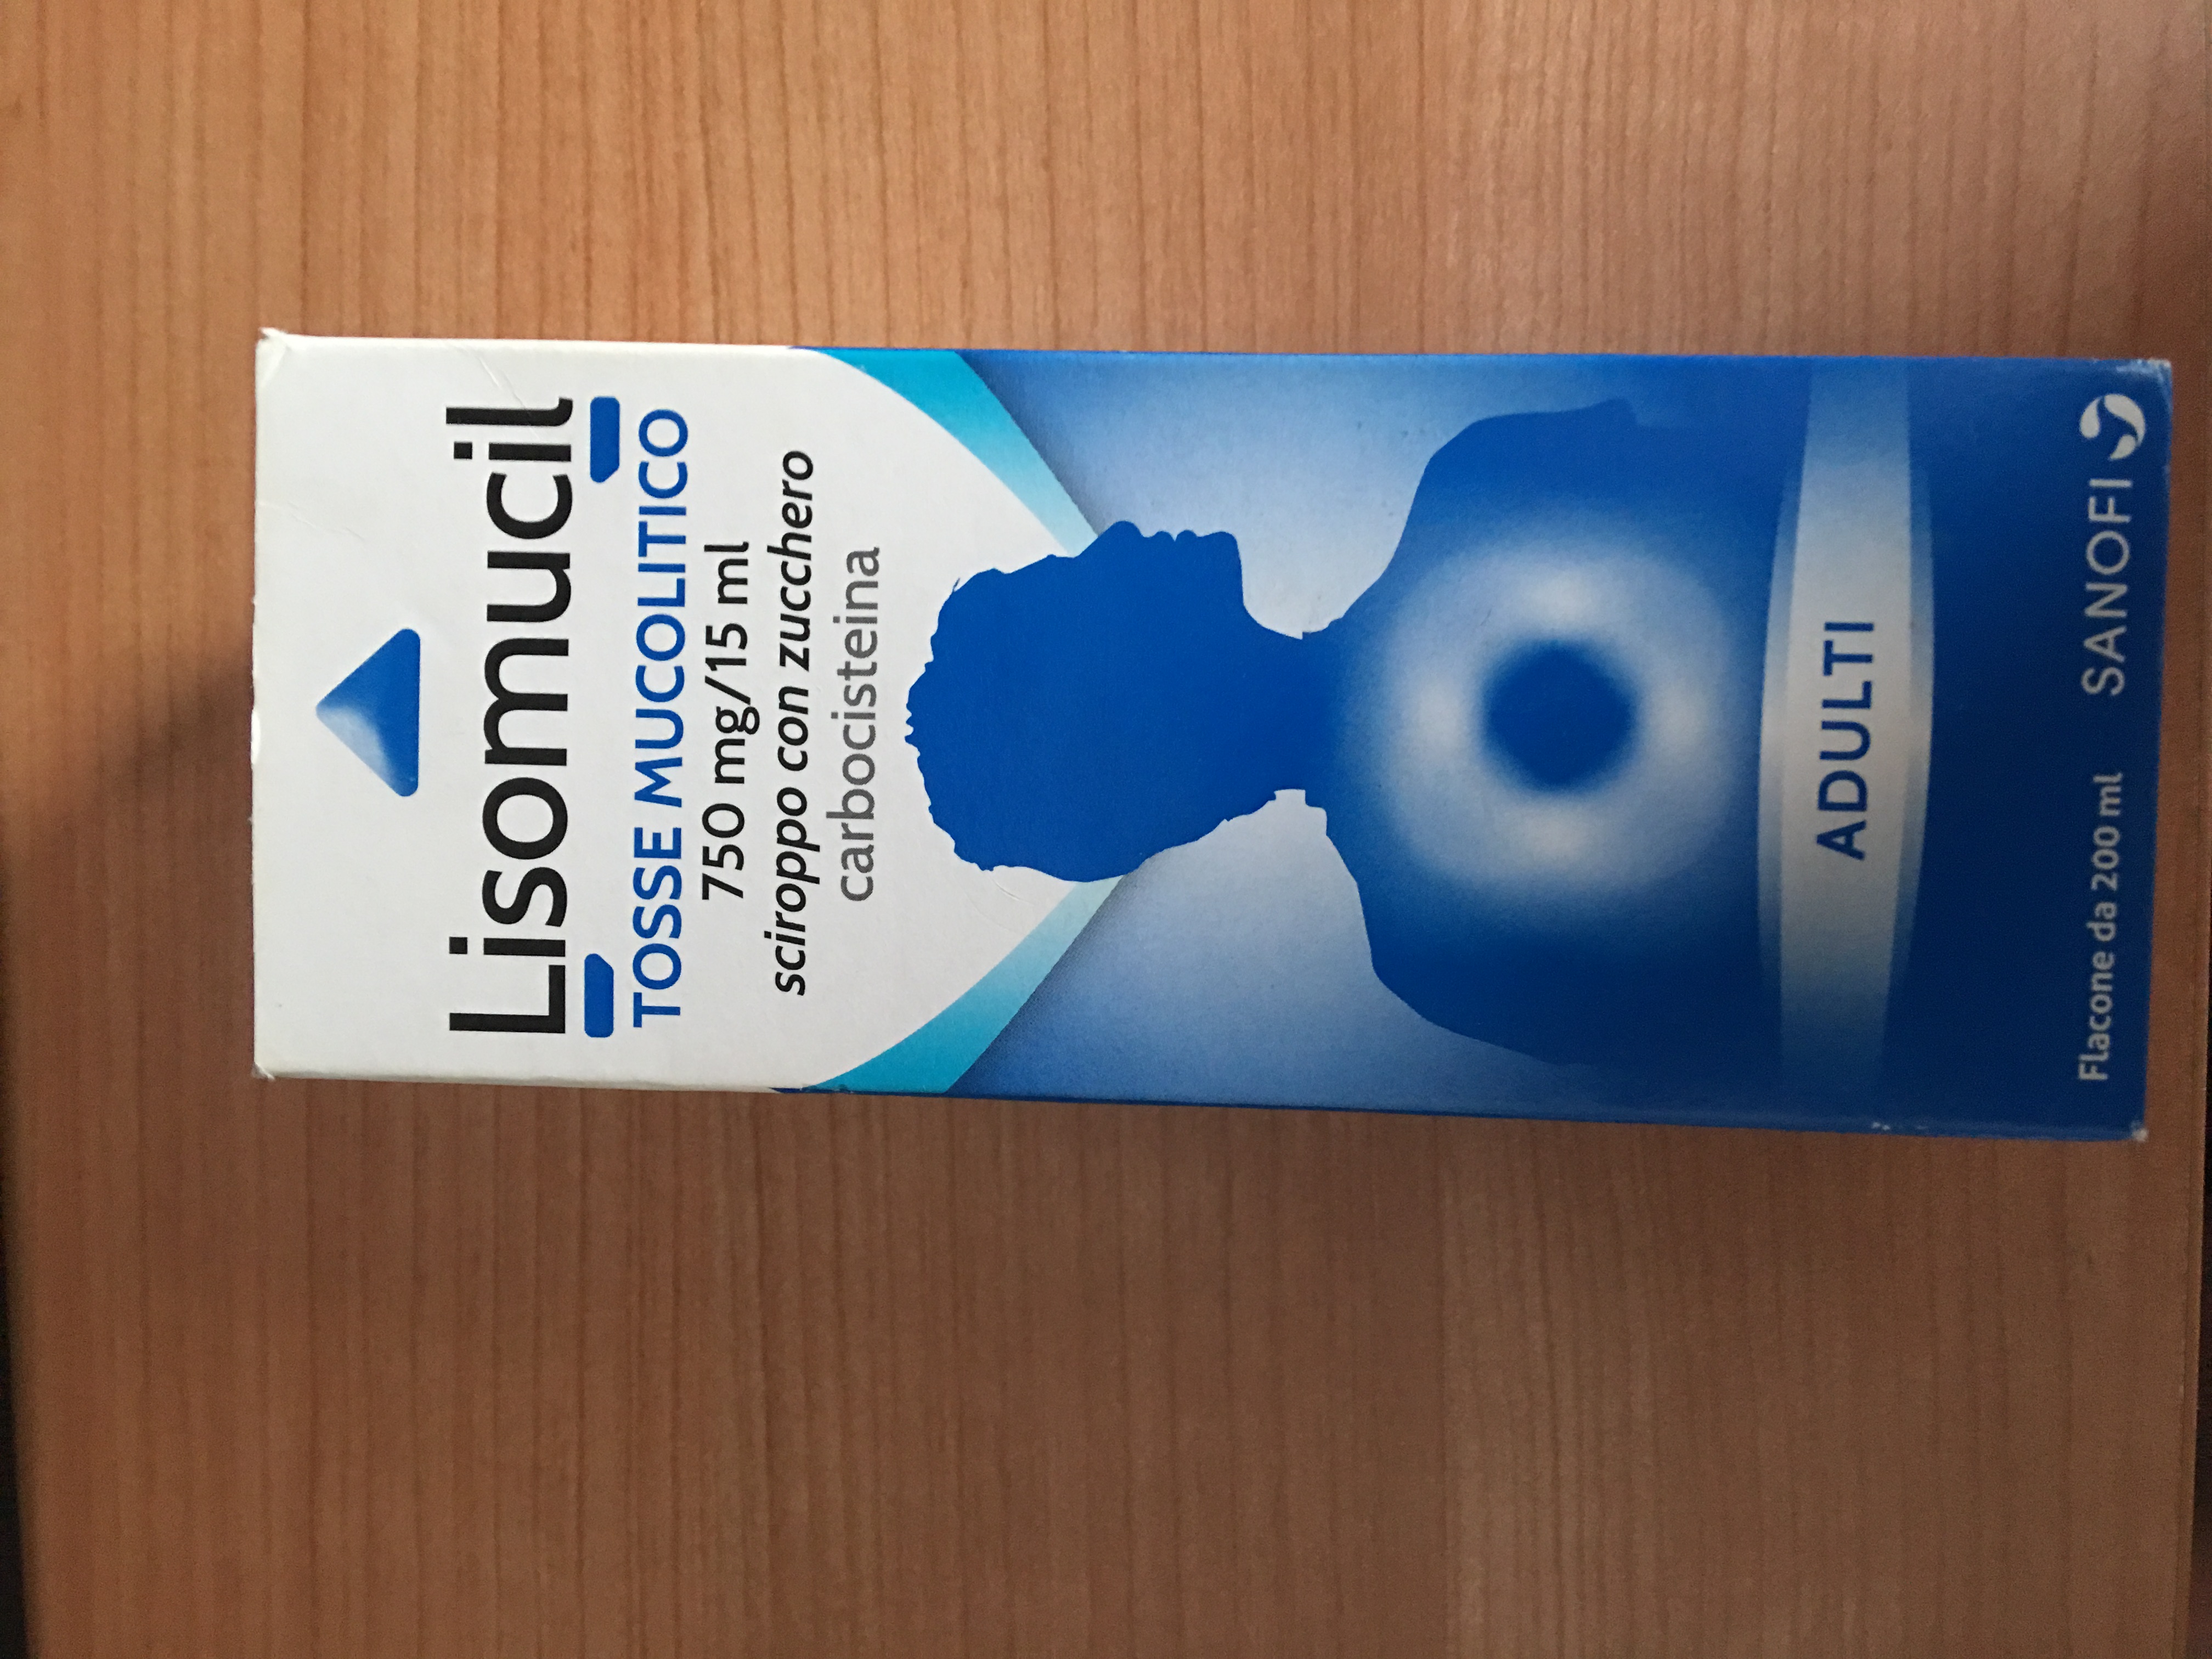 Lisomucil
TOSSE MUCOLITICO
750 mg/15 ml
sciroppo con zucchero
carbocisteina
ADULTI
Flacone da 200 ml
SANOFI